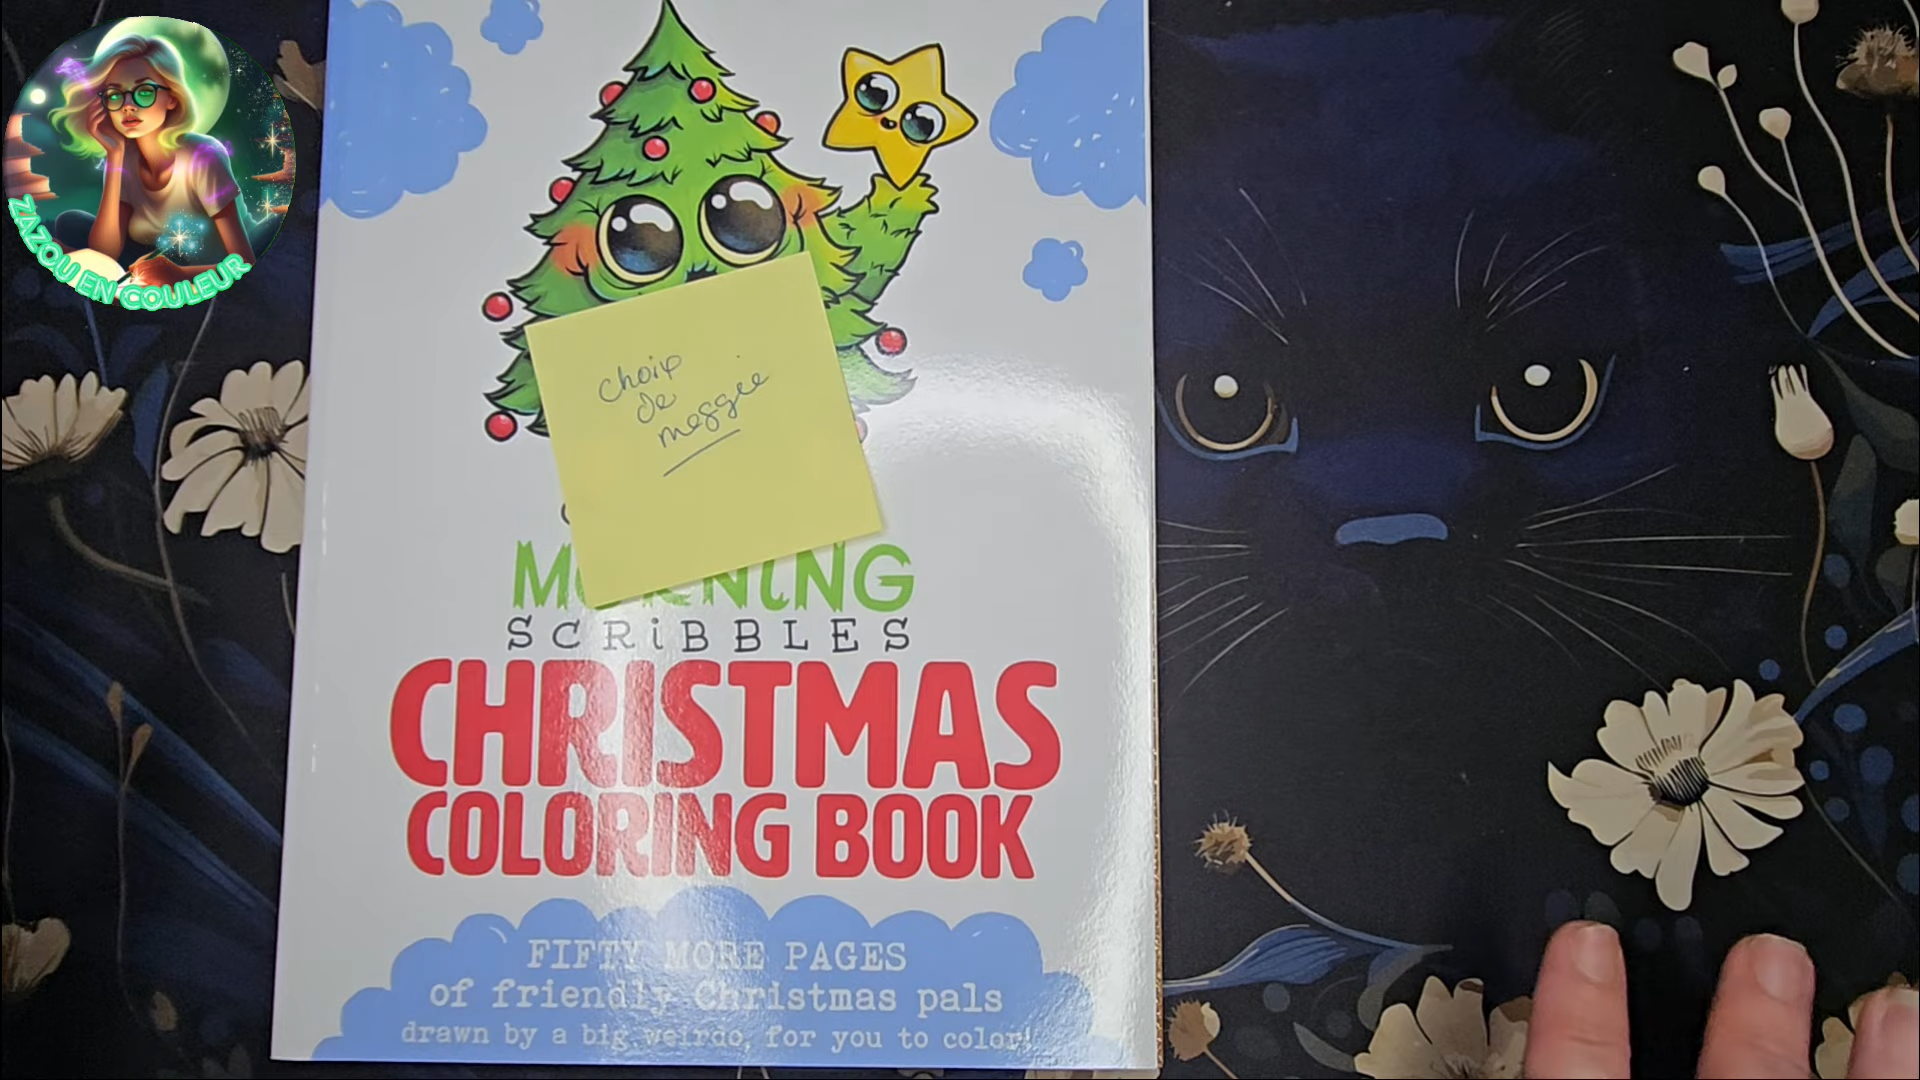 ZAZOU EN COULEUR
choix
de
meggie
MORNING
SCRiBBLES
CHRISTMAS
COLORING BOOK
FIFTY MORE PAGES
of friendly Christmas pals
drawn by a big weirdo, for you to color!